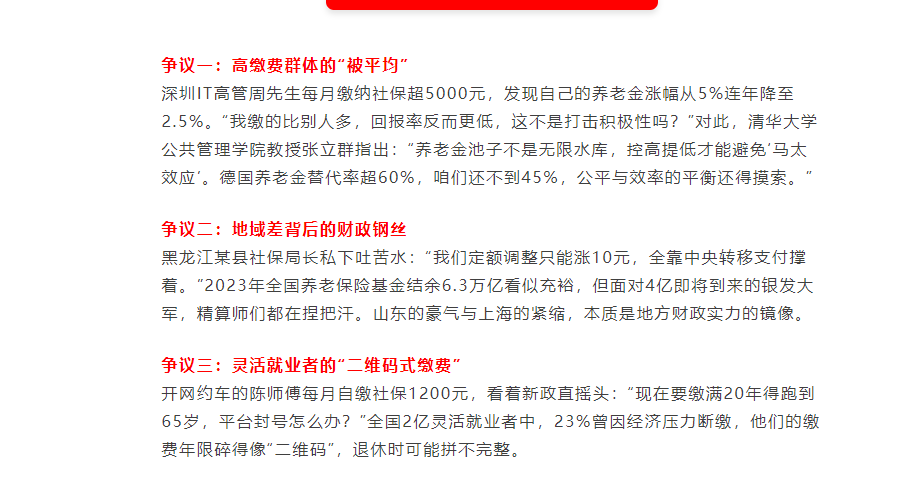 争议一：高缴费群体的“被平均”
深圳IT高管周先生每月缴纳社保超5000元，发现自己的养老金涨幅从5%连年降至
2.5%。“我缴的比别人多，回报率反而更低，这不是打击积极性吗？”对此，清华大学
公共管理学院教授张立群指出：“养老金池子不是无限水库，控高提低才能避免‘马太
效应’。德国养老金替代率超60%，咱们还不到45%，公平与效率的平衡还得摸索。”
争议二：地域差背后的财政钢丝
黑龙江某县社保局长私下吐苦水：“我们定额调整只能涨10元，全靠中央转移支付撑
着。”2023年全国养老保险基金结余6.3万亿看似充裕，但面对4亿即将到来的银发大
军，精算师们都在捏把汗。山东的豪气与上海的紧缩，本质是地方财政实力的镜像。
争议三：灵活就业者的“二维码式缴费”
开网约车的陈师傅每月自缴社保1200元，看着新政直摇头：“现在要缴满20年得跑到
65岁，平台封号怎么办？”全国2亿灵活就业者中，23%曾因经济压力断缴，他们的缴
费年限碎得像“二维码”，退休时可能拼不完整。